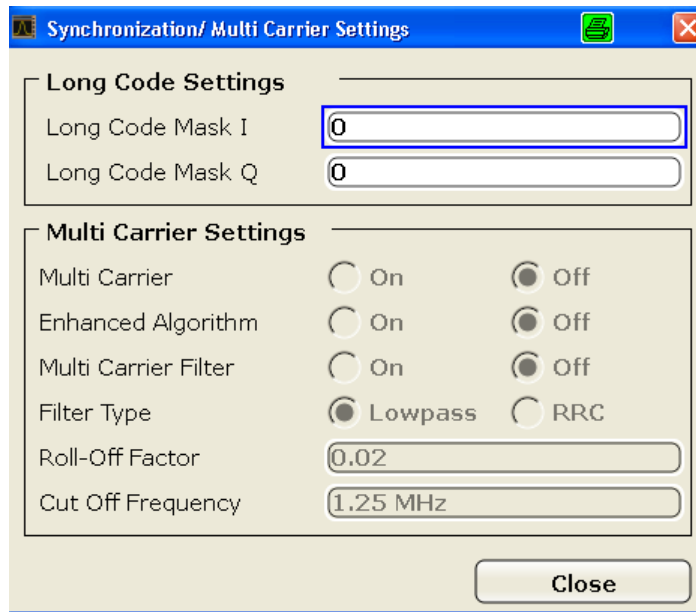 Synchronization/ Multi Carrier Settings
Long Code Settings
Long Code Mask I 0
Long Code Mask Q 0
Multi Carrier Settings
Multi Carrier On Off
Enhanced Algorithm On Off
Multi Carrier Filter On Off
Filter Type Lowpass RRC
Roll-Off Factor 0.02
Cut Off Frequency 1.25 MHz
Close